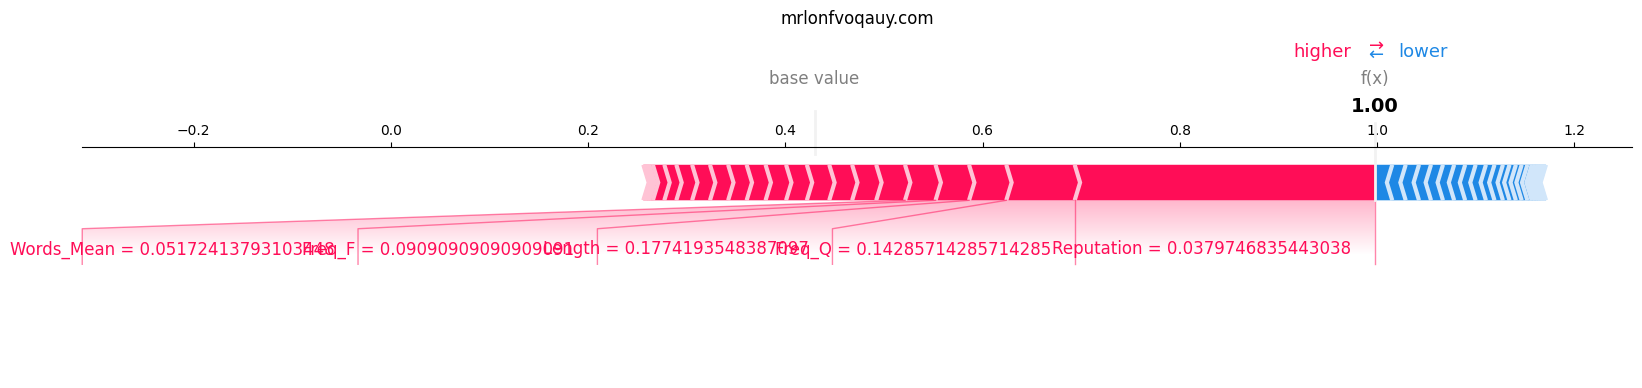 mrlonfvoqauy.com
higher → ← lower
base value f(x)
1.00
−0.2 0.0 0.2 0.4 0.6 0.8 1.0 1.2
Words_Mean = 0.05172413793103448 Freq_F = 0.09090909090909091 Length = 0.1774193548387097 Freq_Q = 0.14285714285714285 Reputation = 0.0379746835443038